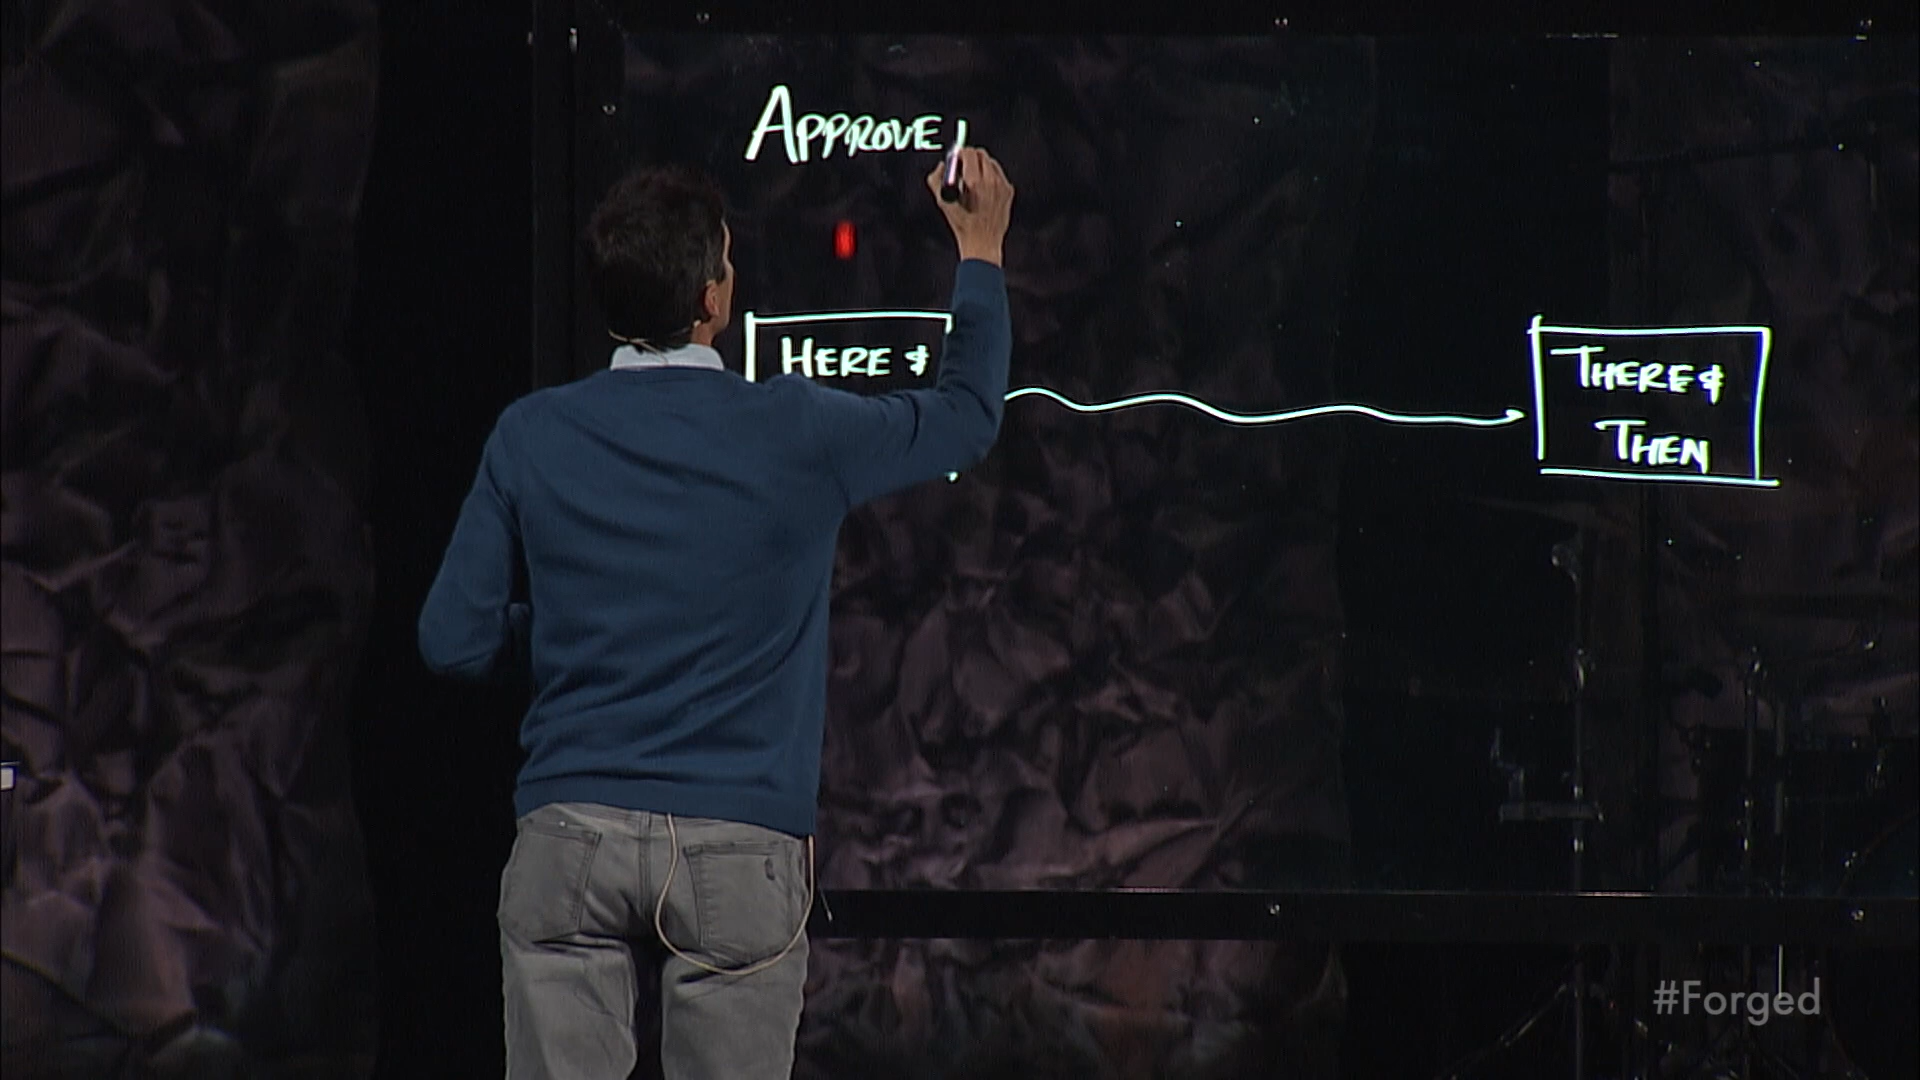 APPROVE
HERE &
THERE &
THEN
#Forged